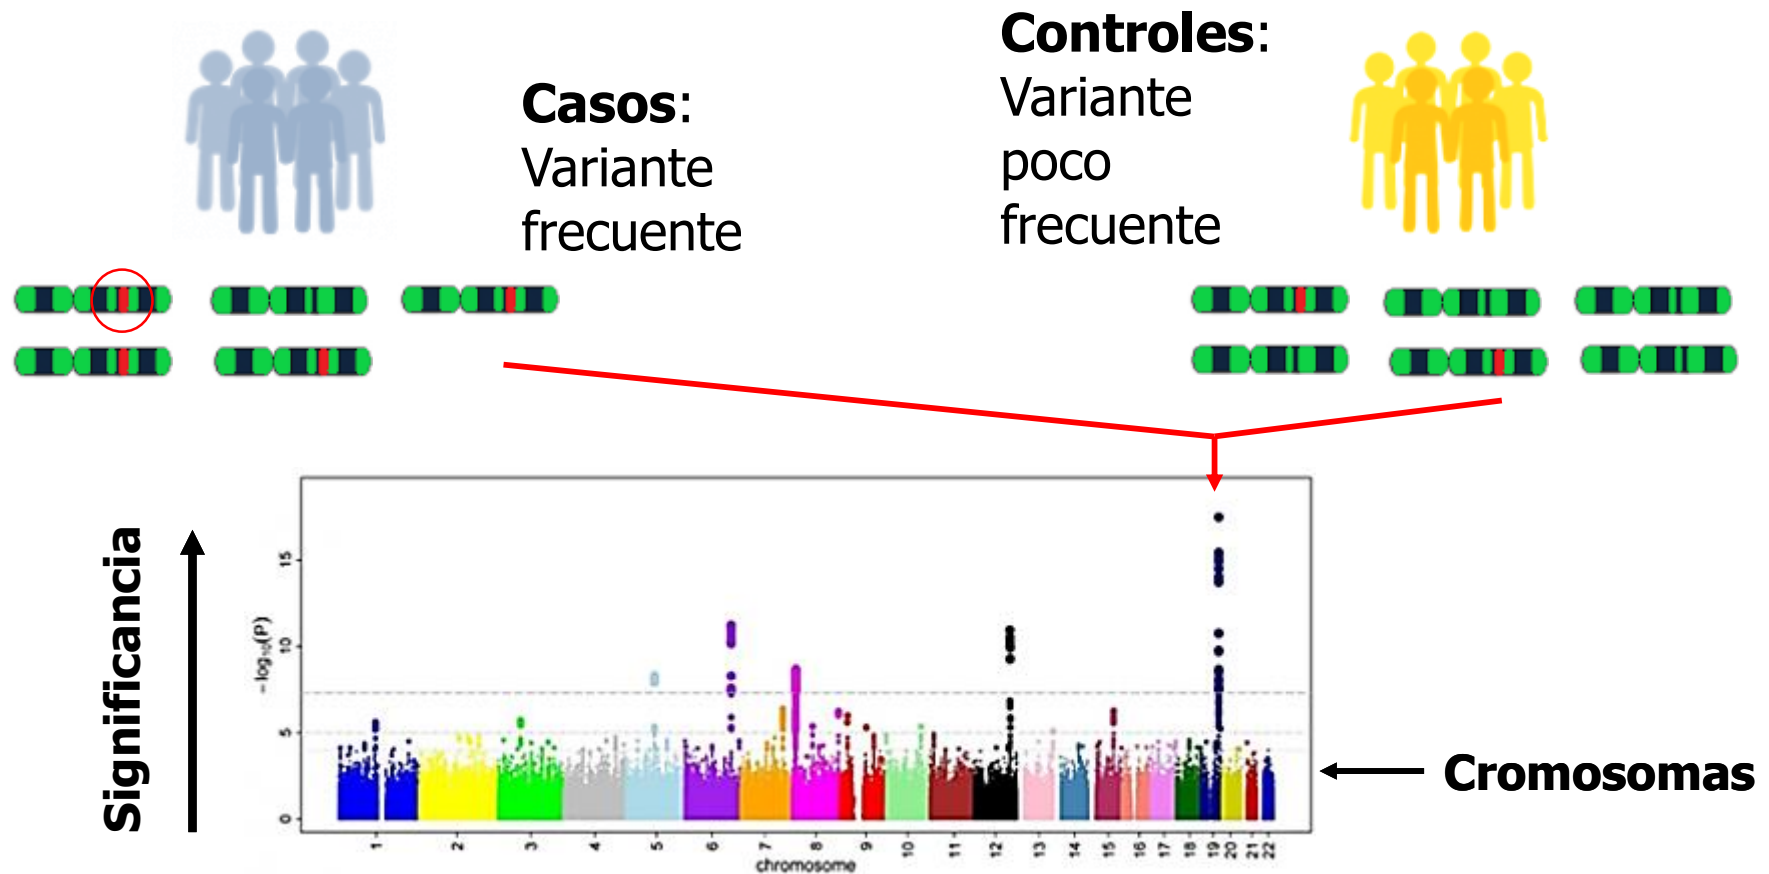 Casos:
Variante
frecuente
Controles:
Variante
poco
frecuente
Significancia
-log10(P)
15
10
5
0
1 2 3 4 5 6 7 8 9 10 11 12 13 14 15 16 17 18 19 20 21 22
chromosome
Cromosomas